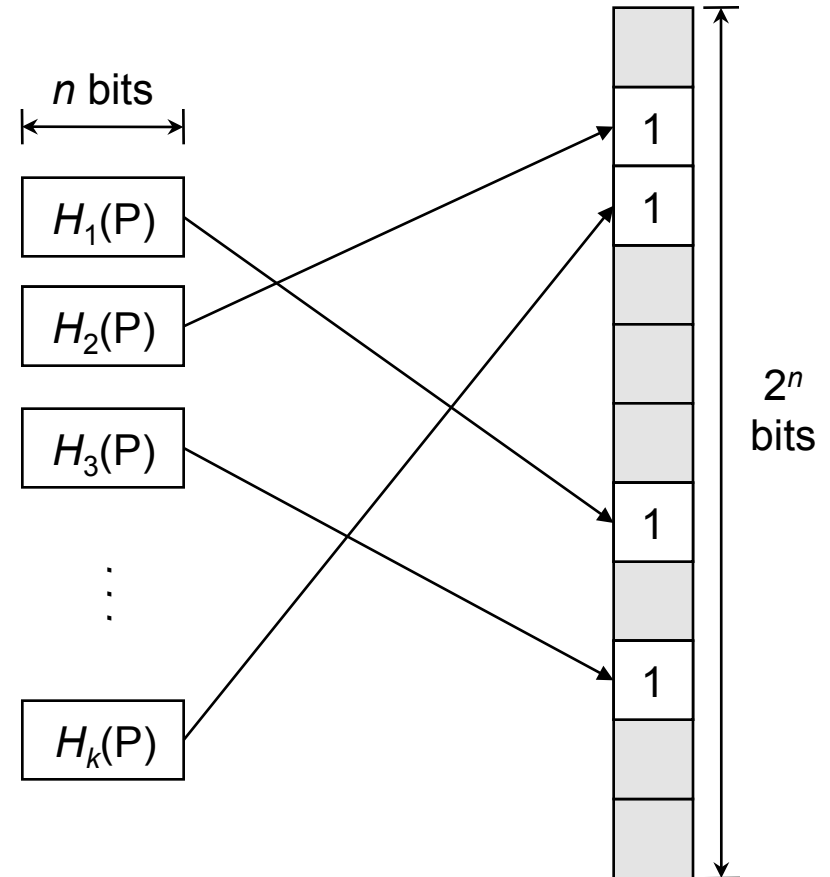 n bits
H₁(P)
H₂(P)
H₃(P)
⋮
Hₖ(P)
1
1
1
1
2ⁿ
bits